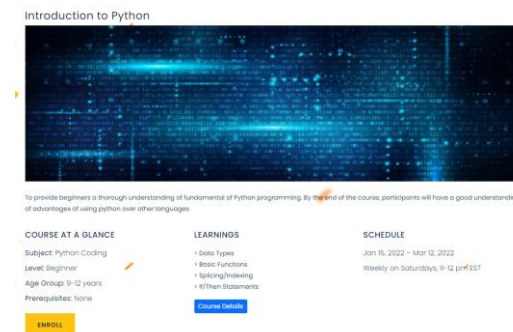 Introduction to Python
To provide beginners a thorough understanding of fundamental of Python programming. By the end of the course, participants will have a good understandin
of advantages of using python over other languages
COURSE AT A GLANCE
Subject: Python Coding
Level: Beginner
Age Group: 9-12 years
Prerequisites: None
ENROLL
LEARNINGS
> Data Types
> Basic Functions
> Splicing/Indexing
> If/Then Statements
Course Details
SCHEDULE
Jan 15, 2022 – Mar 12, 2022
Weekly on Saturdays, 11-12 pm EST